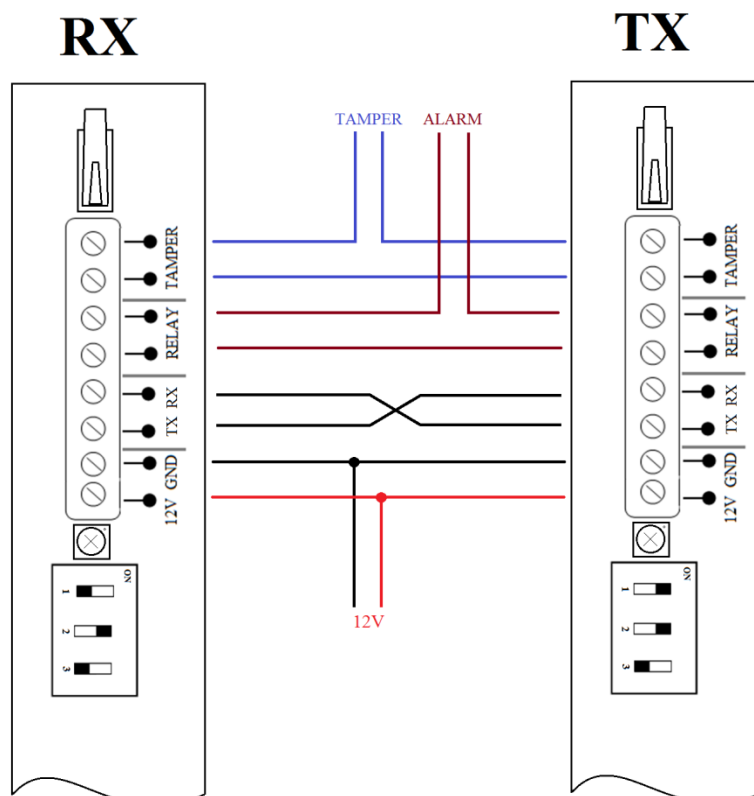 RX
TX
TAMPER ALARM
TAMPER
TAMPER
RELAY
RELAY
TX RX
TX RX
12V GND
12V GND
ON
1
2
3
ON
1
2
3
12V